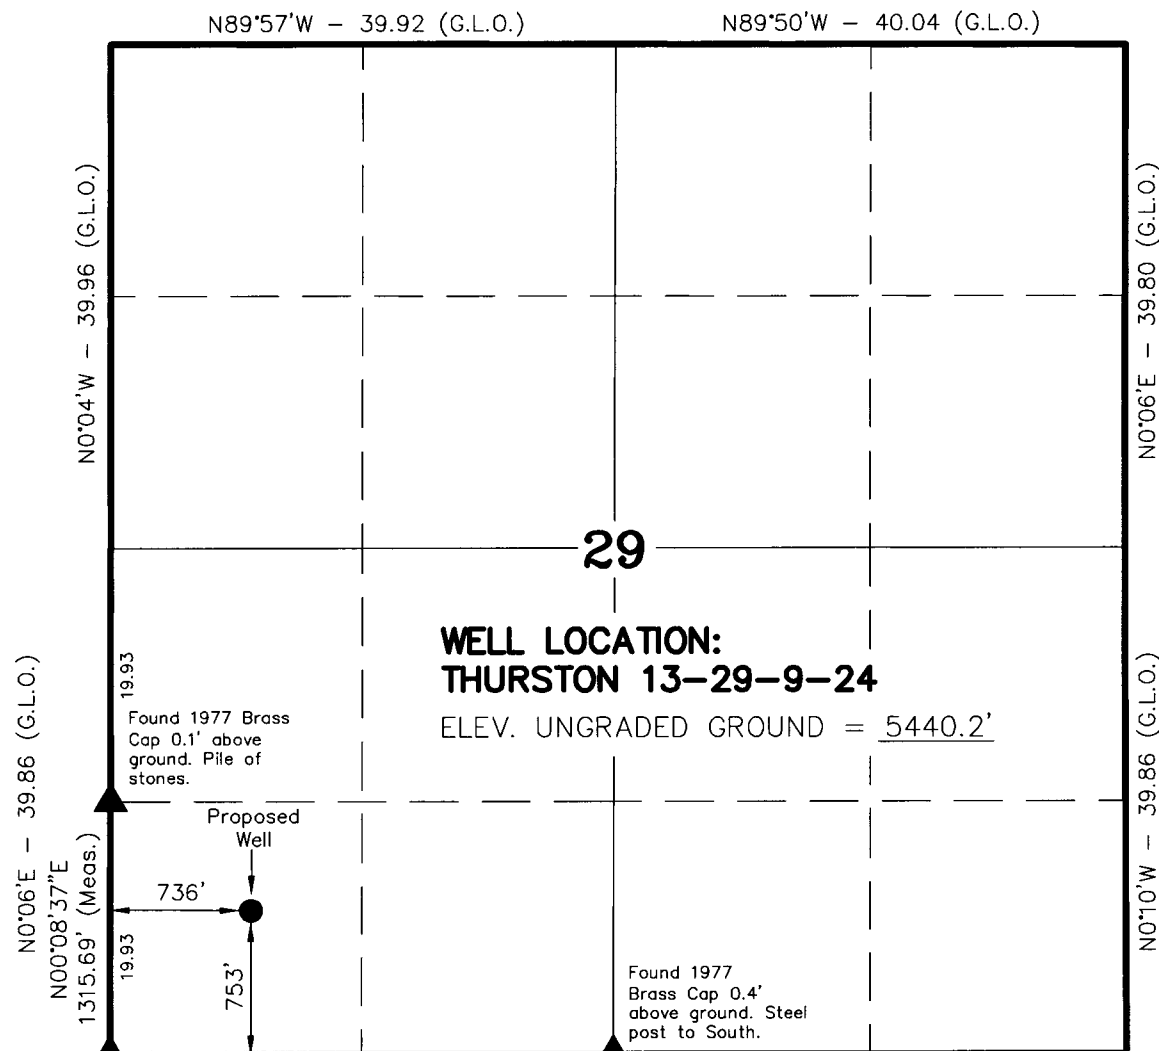 N89°57'W – 39.92 (G.L.O.)
N89°50'W – 40.04 (G.L.O.)
N0°04'W – 39.96 (G.L.O.)
N0°06'E – 39.80 (G.L.O.)
29
WELL LOCATION:
THURSTON 13–29–9–24
ELEV. UNGRADED GROUND = 5440.2'
19.93
Found 1977 Brass
Cap 0.1' above
ground. Pile of
stones.
N0°06'E – 39.86 (G.L.O.)
N00°08'37"E
1315.69' (Meas.)
N0°10'W – 39.86 (G.L.O.)
Proposed
Well
736'
19.93
753'
Found 1977
Brass Cap 0.4'
above ground. Steel
post to South.